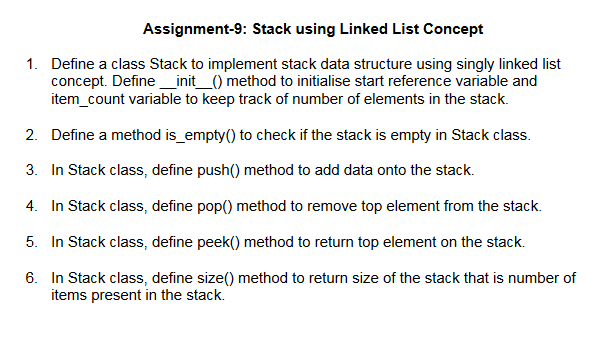 Assignment-9: Stack using Linked List Concept
1. Define a class Stack to implement stack data structure using singly linked list
concept. Define __init__() method to initialise start reference variable and
item_count variable to keep track of number of elements in the stack.
2. Define a method is_empty() to check if the stack is empty in Stack class.
3. In Stack class, define push() method to add data onto the stack.
4. In Stack class, define pop() method to remove top element from the stack.
5. In Stack class, define peek() method to return top element on the stack.
6. In Stack class, define size() method to return size of the stack that is number of
items present in the stack.